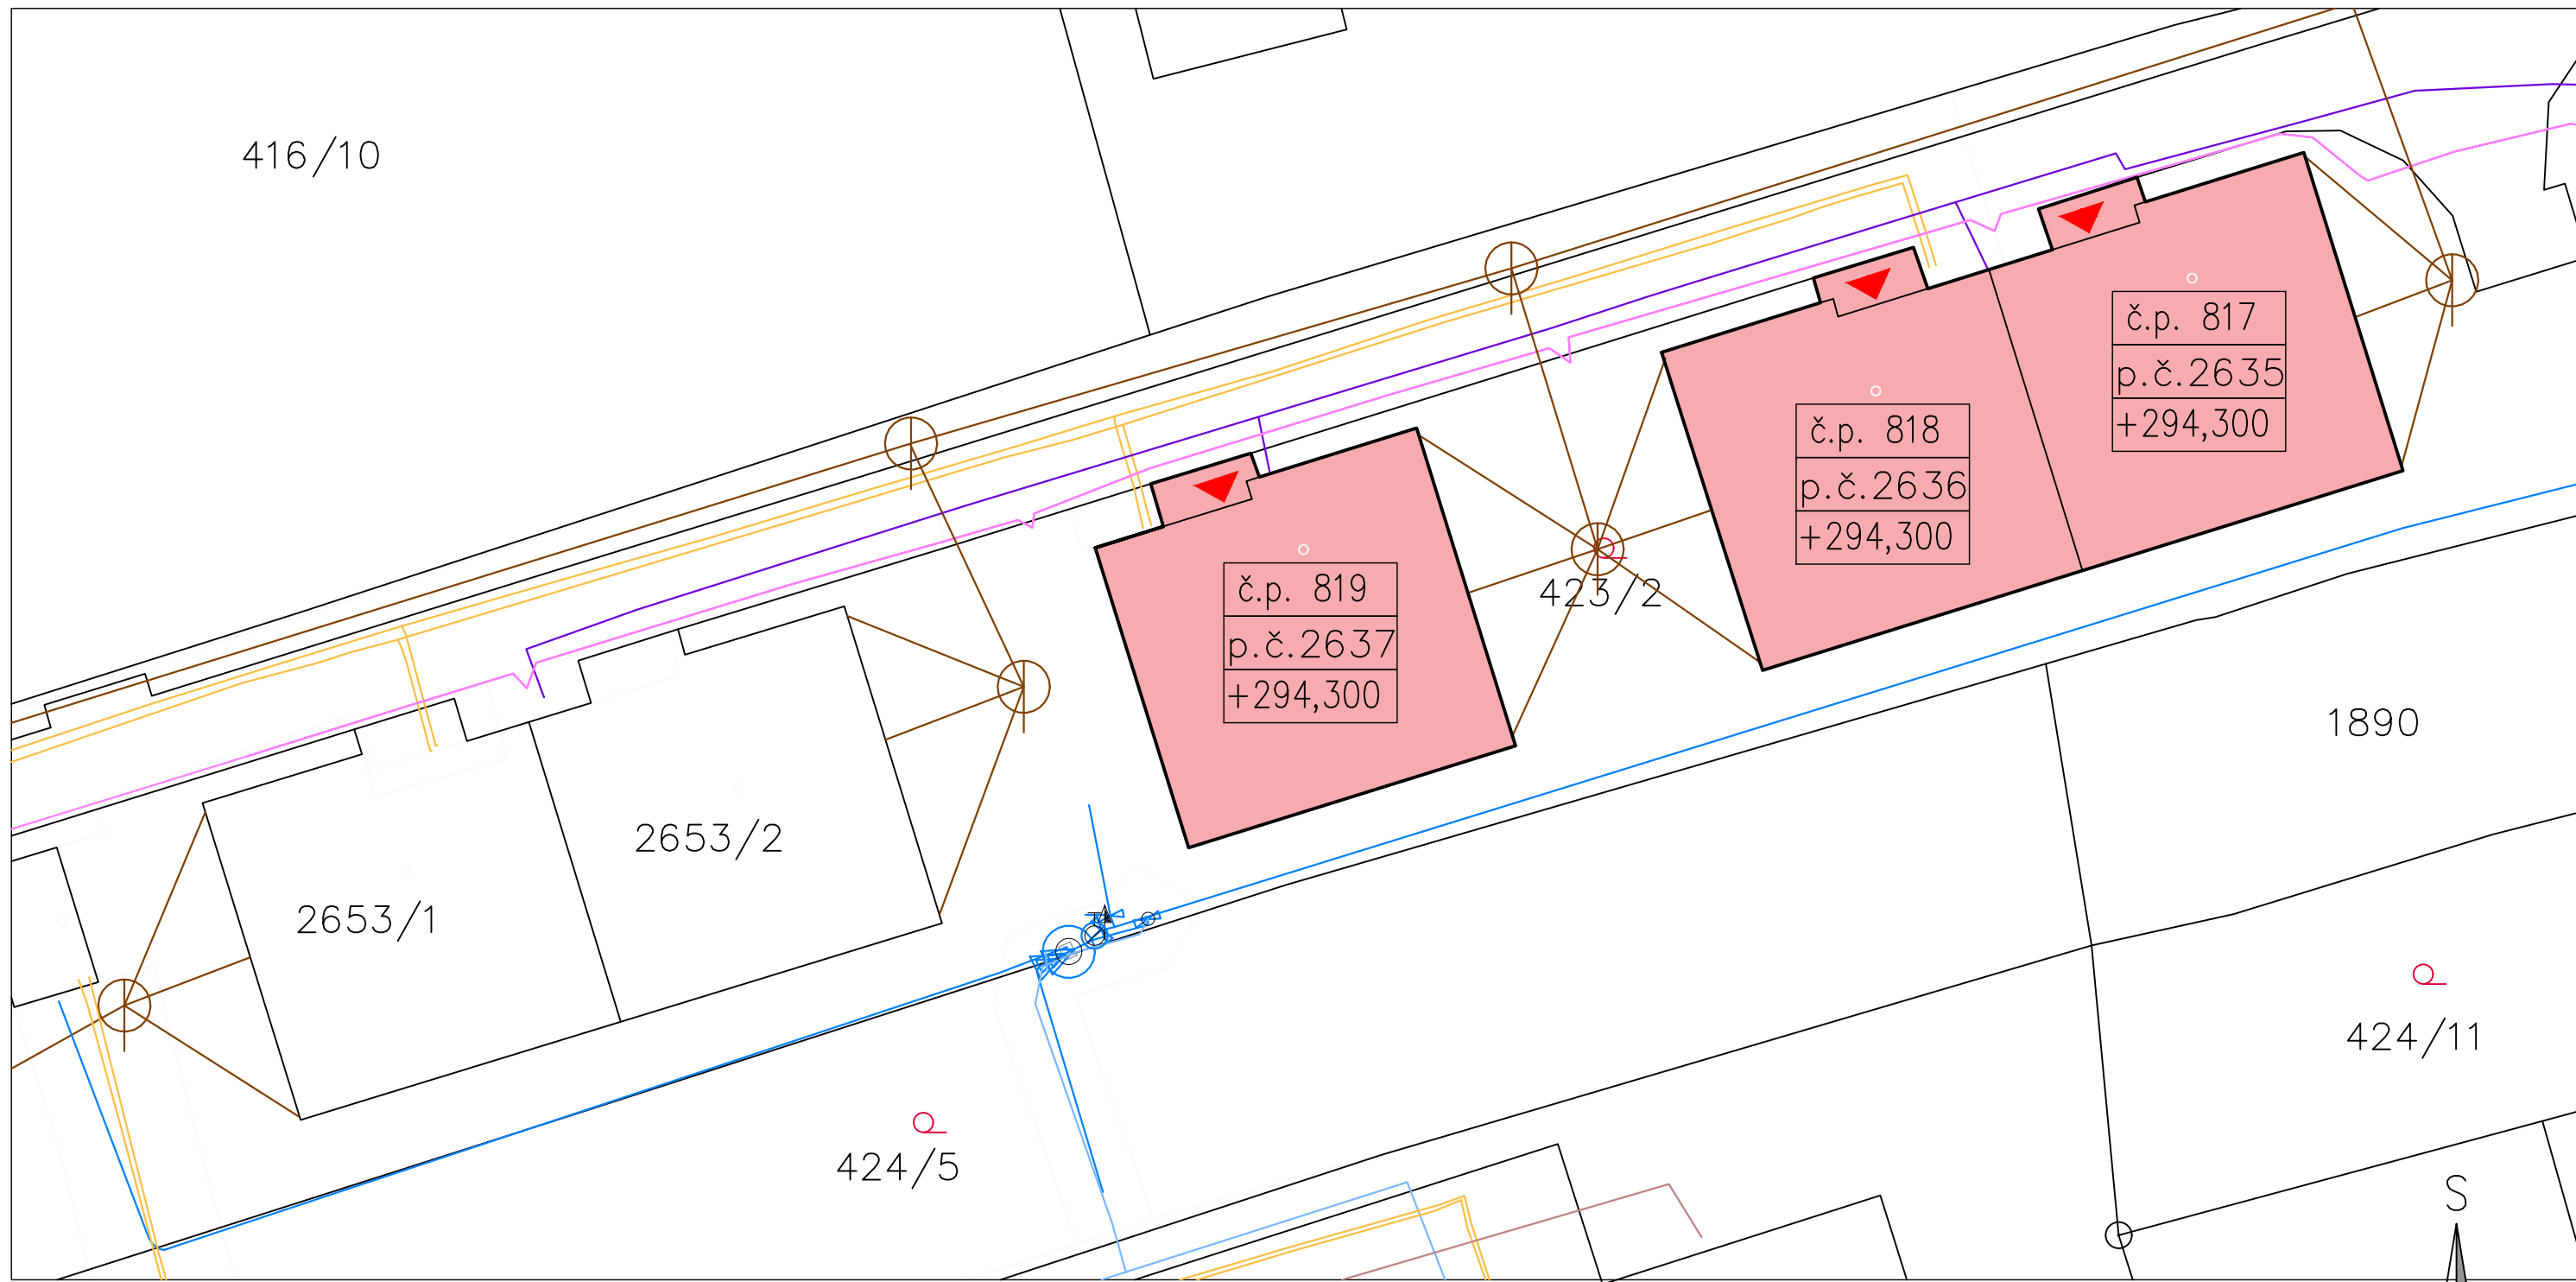 416/10
č.p. 817
p.č.2635
+294,300
č.p. 818
p.č.2636
+294,300
č.p. 819
p.č.2637
+294,300
423/2
1890
2653/2
2653/1
424/11
424/5
S